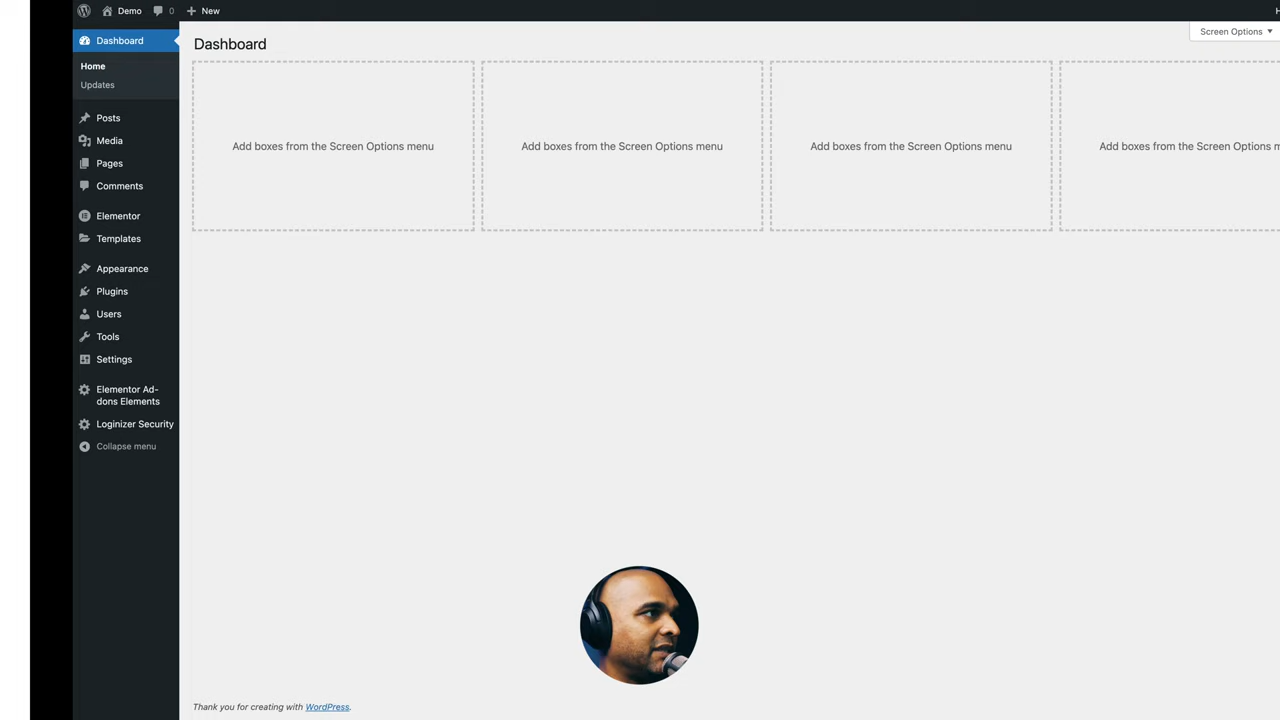 Demo
0
New
Screen Options
Dashboard
Home
Updates
Posts
Media
Pages
Comments
Elementor
Templates
Appearance
Plugins
Users
Tools
Settings
Elementor Ad-
dons Elements
Loginizer Security
Collapse menu
Dashboard
Add boxes from the Screen Options menu
Add boxes from the Screen Options menu
Add boxes from the Screen Options menu
Add boxes from the Screen Options
Thank you for creating with WordPress.